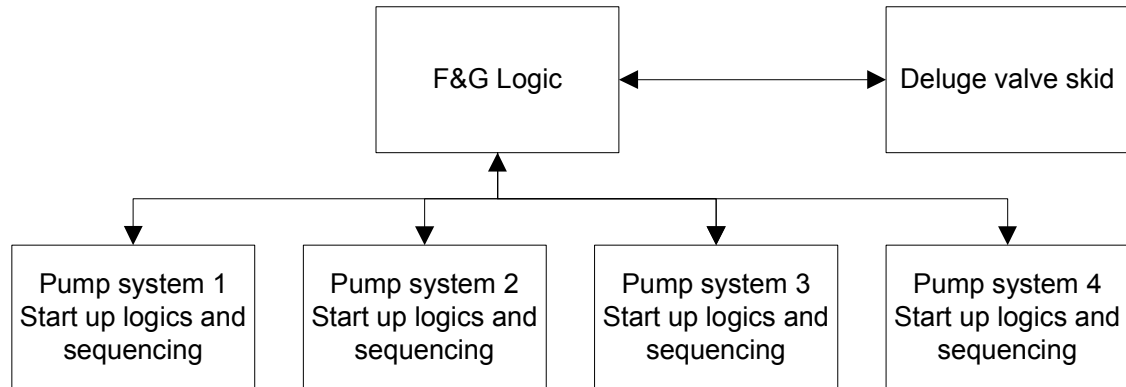 F&G Logic
Deluge valve skid
Pump system 1
Start up logics and
sequencing
Pump system 2
Start up logics and
sequencing
Pump system 3
Start up logics and
sequencing
Pump system 4
Start up logics and
sequencing